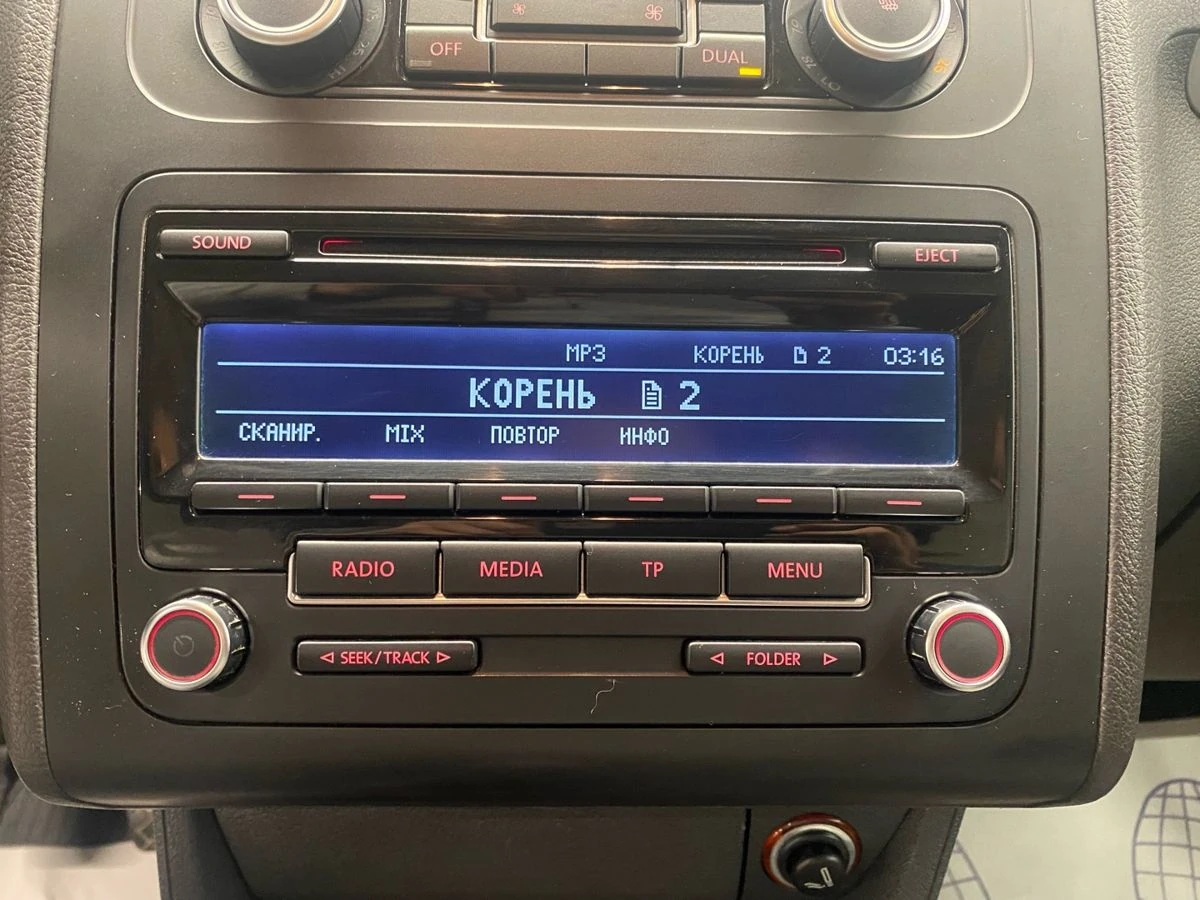 OFF DUAL
SOUND EJECT
MP3 КОРЕНЬ 2 03:16
КОРЕНЬ 2
СКАНИР. MIX ПОВТОР ИНФО
RADIO MEDIA TP MENU
SEEK/TRACK FOLDER